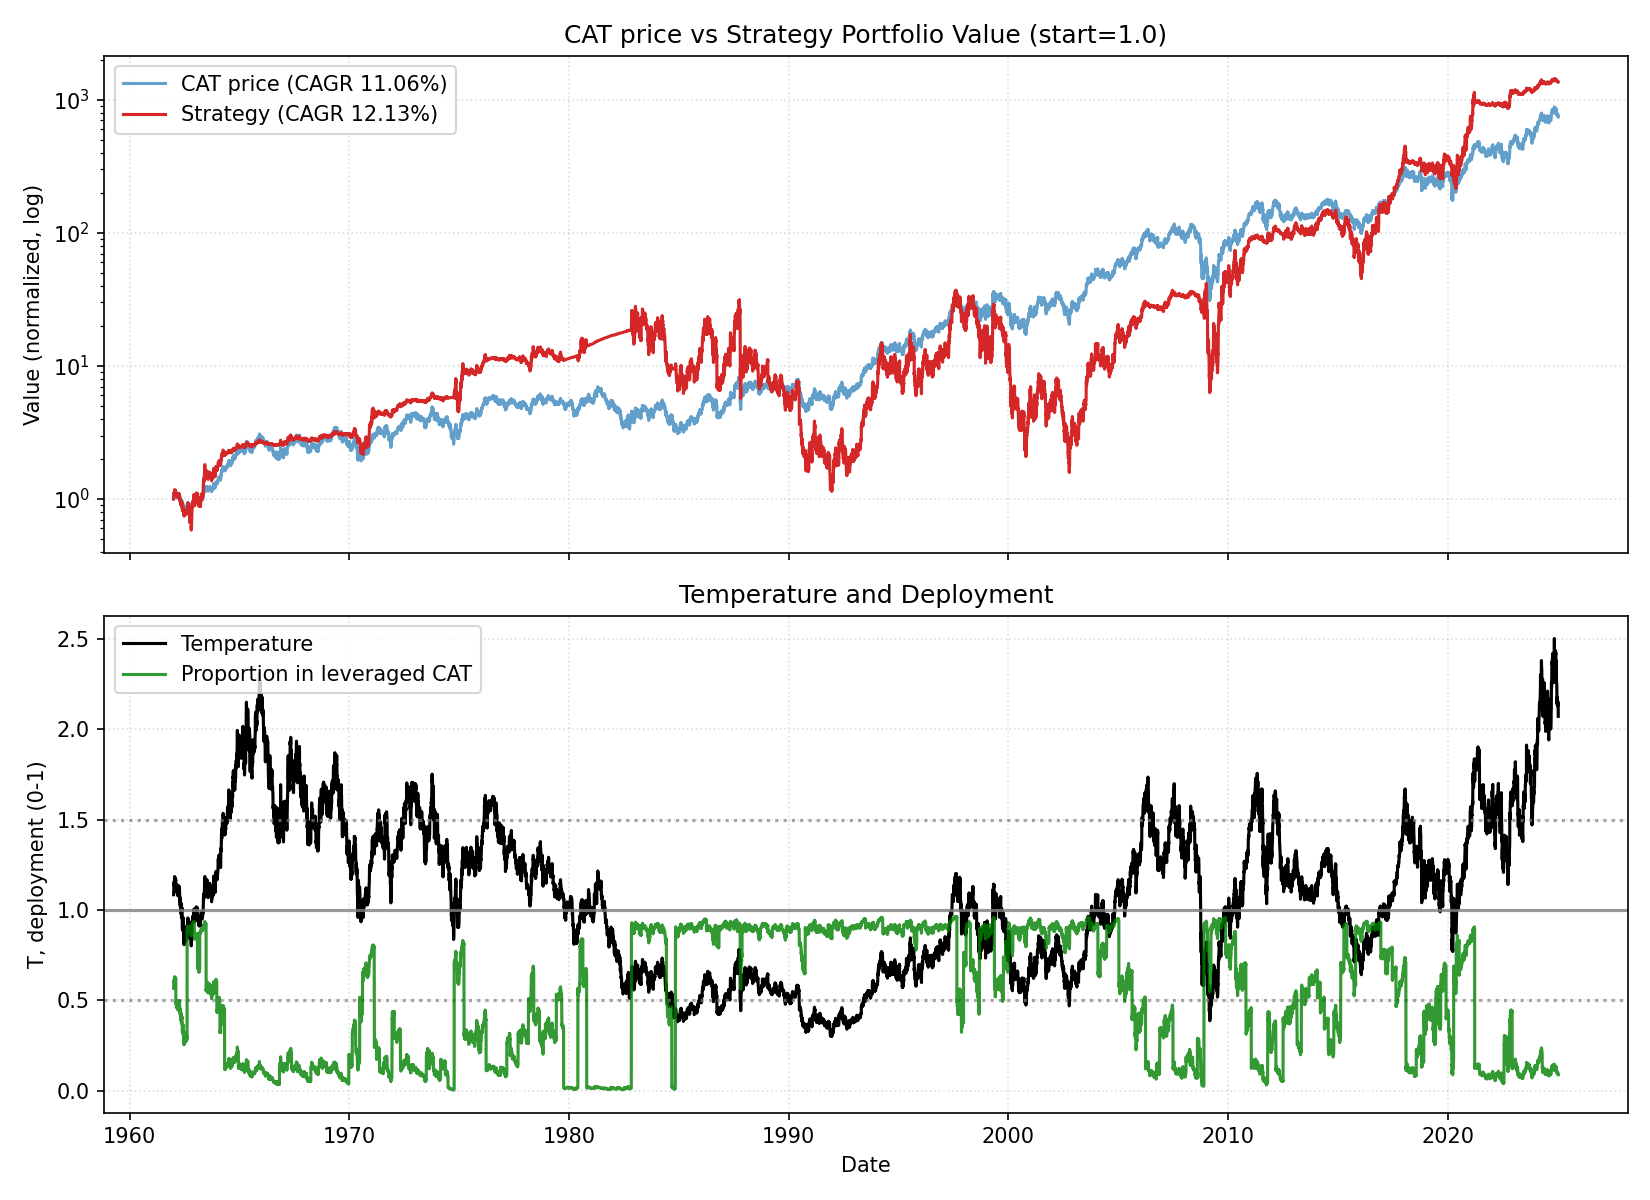 CAT price vs Strategy Portfolio Value (start=1.0)
CAT price (CAGR 11.06%)
Strategy (CAGR 12.13%)
Value (normalized, log)
10³
10²
10¹
10⁰
Temperature and Deployment
Temperature
Proportion in leveraged CAT
T, deployment (0-1)
2.5
2.0
1.5
1.0
0.5
0.0
1960 1970 1980 1990 2000 2010 2020
Date